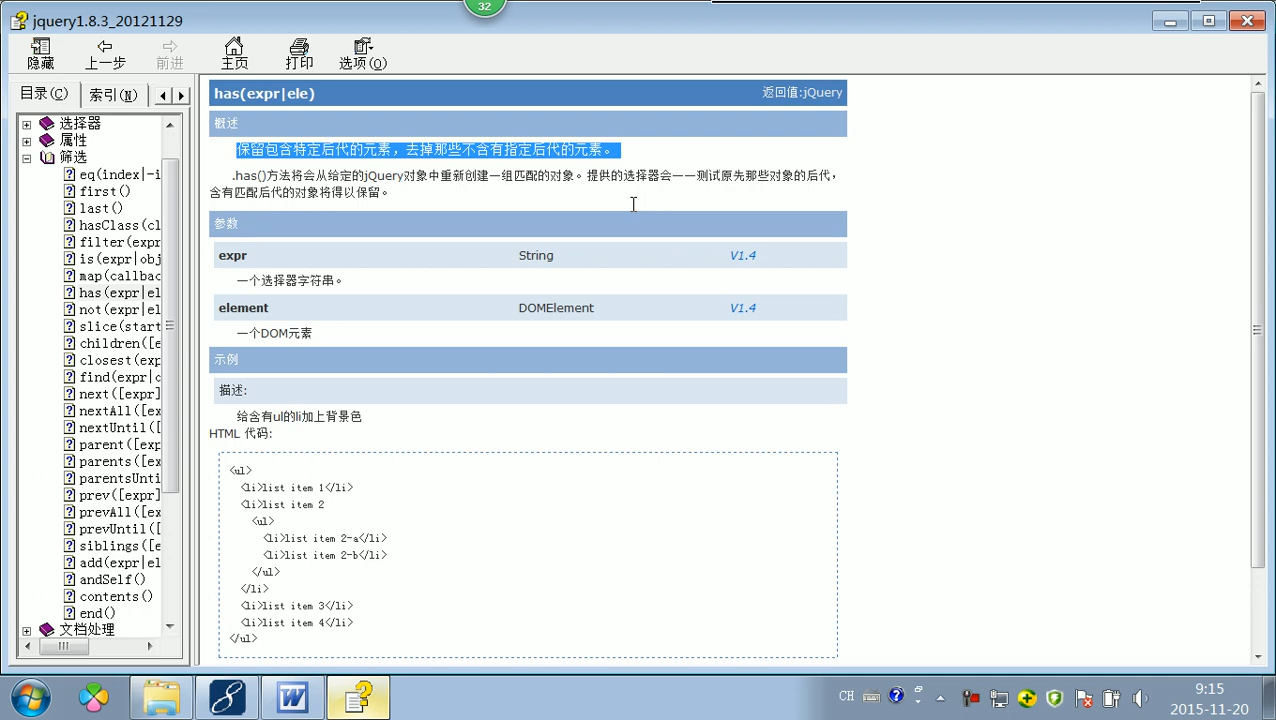 32
jquery1.8.3_20121129
隐藏
上一步
前进
主页
打印
选项(O)
目录(C)
索引(N)
选择器
属性
筛选
eq(index|-i
first()
last()
hasClass(cl
filter(expr
is(expr|obj
map(callbac
has(expr|el
not(expr|el
slice(start
children([e
closest(exp
find(expr|o
next([expr]
nextAll([ex
nextUntil([
parent([exp
parents([ex
parentsUnti
prev([expr]
prevAll([ex
prevUntil([
siblings([e
add(expr|el
andSelf()
contents()
end()
文档处理
has(expr|ele)
返回值:jQuery
概述
保留包含特定后代的元素，去掉那些不含有指定后代的元素。
.has()方法将会从给定的jQuery对象中重新创建一组匹配的对象。提供的选择器会一一测试原先那些对象的后代，
含有匹配后代的对象将得以保留。
参数
expr String V1.4
一个选择器字符串。
element DOMElement V1.4
一个DOM元素
示例
描述:
给含有ul的li加上背景色
HTML 代码:
<ul>
<li>list item 1</li>
<li>list item 2
<ul>
<li>list item 2-a</li>
<li>list item 2-b</li>
</ul>
</li>
<li>list item 3</li>
<li>list item 4</li>
</ul>
CH
9:15
2015-11-20